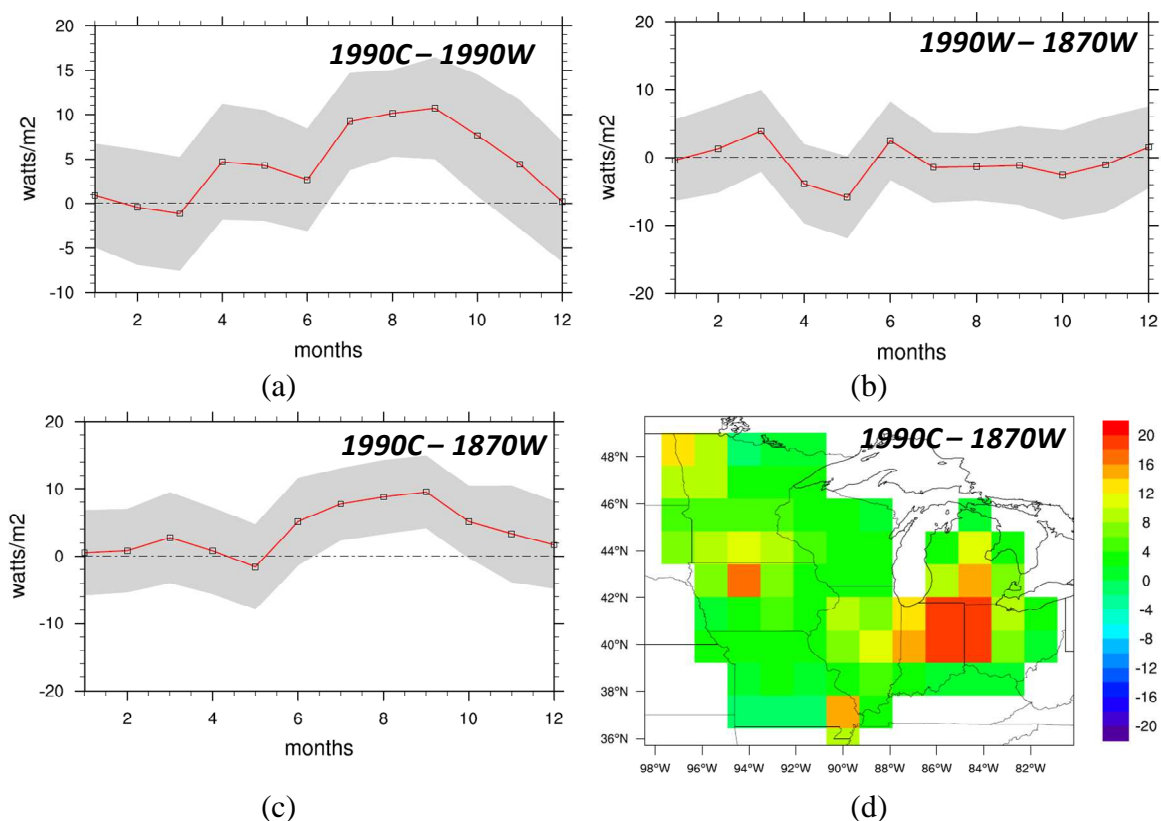 1990C – 1990W
20
15
10
5
0
-5
-10
watts/m2
2 4 6 8 10 12
months
(a)
1990W – 1870W
20
10
0
-10
-20
watts/m2
2 4 6 8 10 12
months
(b)
1990C – 1870W
20
10
0
-10
-20
watts/m2
2 4 6 8 10 12
months
(c)
1990C – 1870W
48°N
46°N
44°N
42°N
40°N
38°N
36°N
98°W 96°W 94°W 92°W 90°W 88°W 86°W 84°W 82°W
20
16
12
8
4
0
-4
-8
-12
-16
-20
(d)